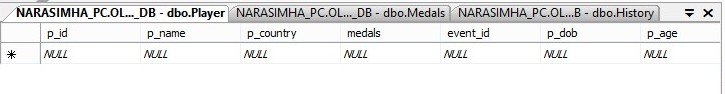 NARASIMHA_PC.OL..._DB - dbo.Player NARASIMHA_PC.OL..._DB - dbo.Medals NARASIMHA_PC.OL...B - dbo.History
p_id p_name p_country medals event_id p_dob p_age
NULL NULL NULL NULL NULL NULL NULL